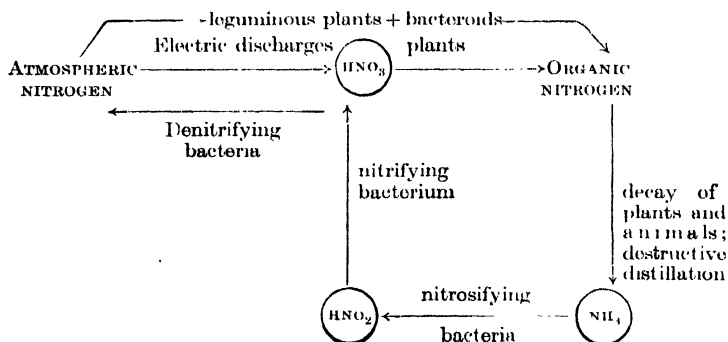 -leguminous plants + bacteroids-
Electric discharges
plants
ATMOSPHERIC
NITROGEN
HNO₃
ORGANIC
NITROGEN
Denitrifying
bacteria
nitrifying
bacterium
decay of
plants and
animals;
destructive
distillation
HNO₂
nitrosifying
bacteria
NH₄